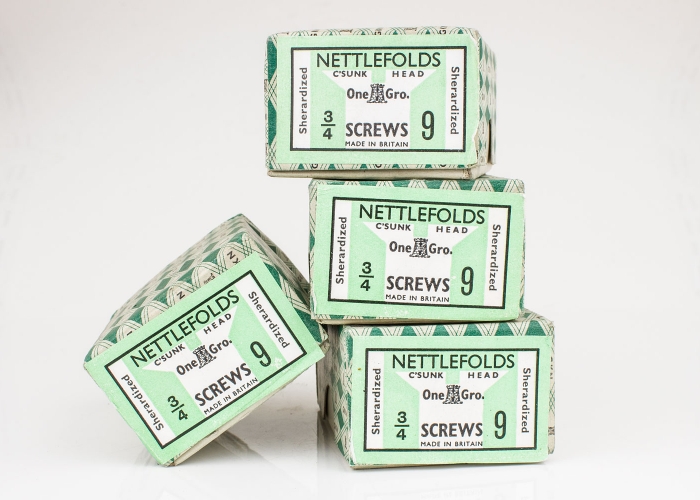 NETTLEFOLDS
C'SUNK HEAD
One Gro.
Sherardized
3/4 SCREWS 9
Sherardized
MADE IN BRITAIN
NETTLEFOLDS
C'SUNK HEAD
One Gro.
Sherardized
3/4 SCREWS 9
Sherardized
MADE IN BRITAIN
NETTLEFOLDS
C'SUNK HEAD
One Gro.
Sherardized
3/4 SCREWS 9
Sherardized
MADE IN BRITAIN
NETTLEFOLDS
C'SUNK HEAD
One Gro.
Sherardized
3/4 SCREWS 9
Sherardized
MADE IN BRITAIN